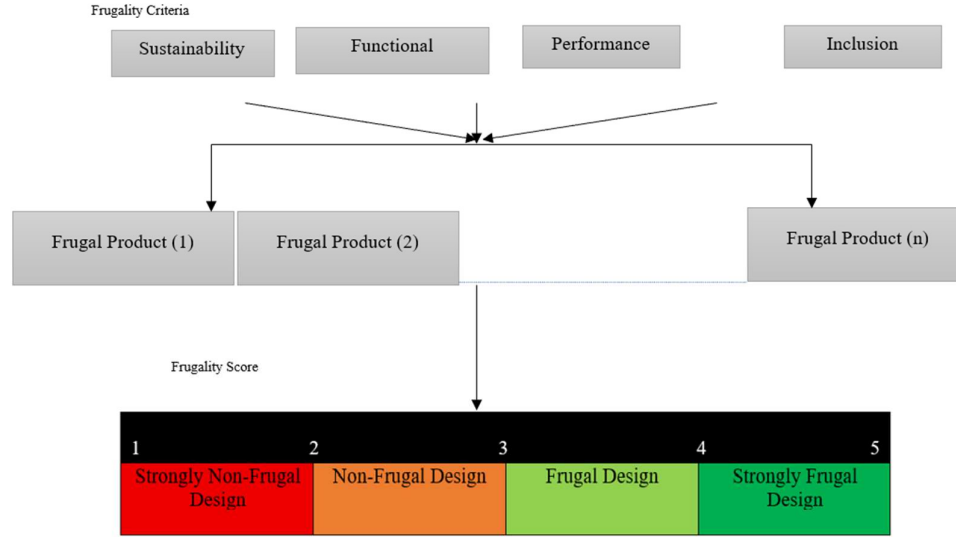 Frugality Criteria
Sustainability
Functional
Performance
Inclusion
Frugal Product (1)
Frugal Product (2)
Frugal Product (n)
Frugality Score
1
2
3
4
5
Strongly Non-Frugal
Design
Non-Frugal Design
Frugal Design
Strongly Frugal
Design